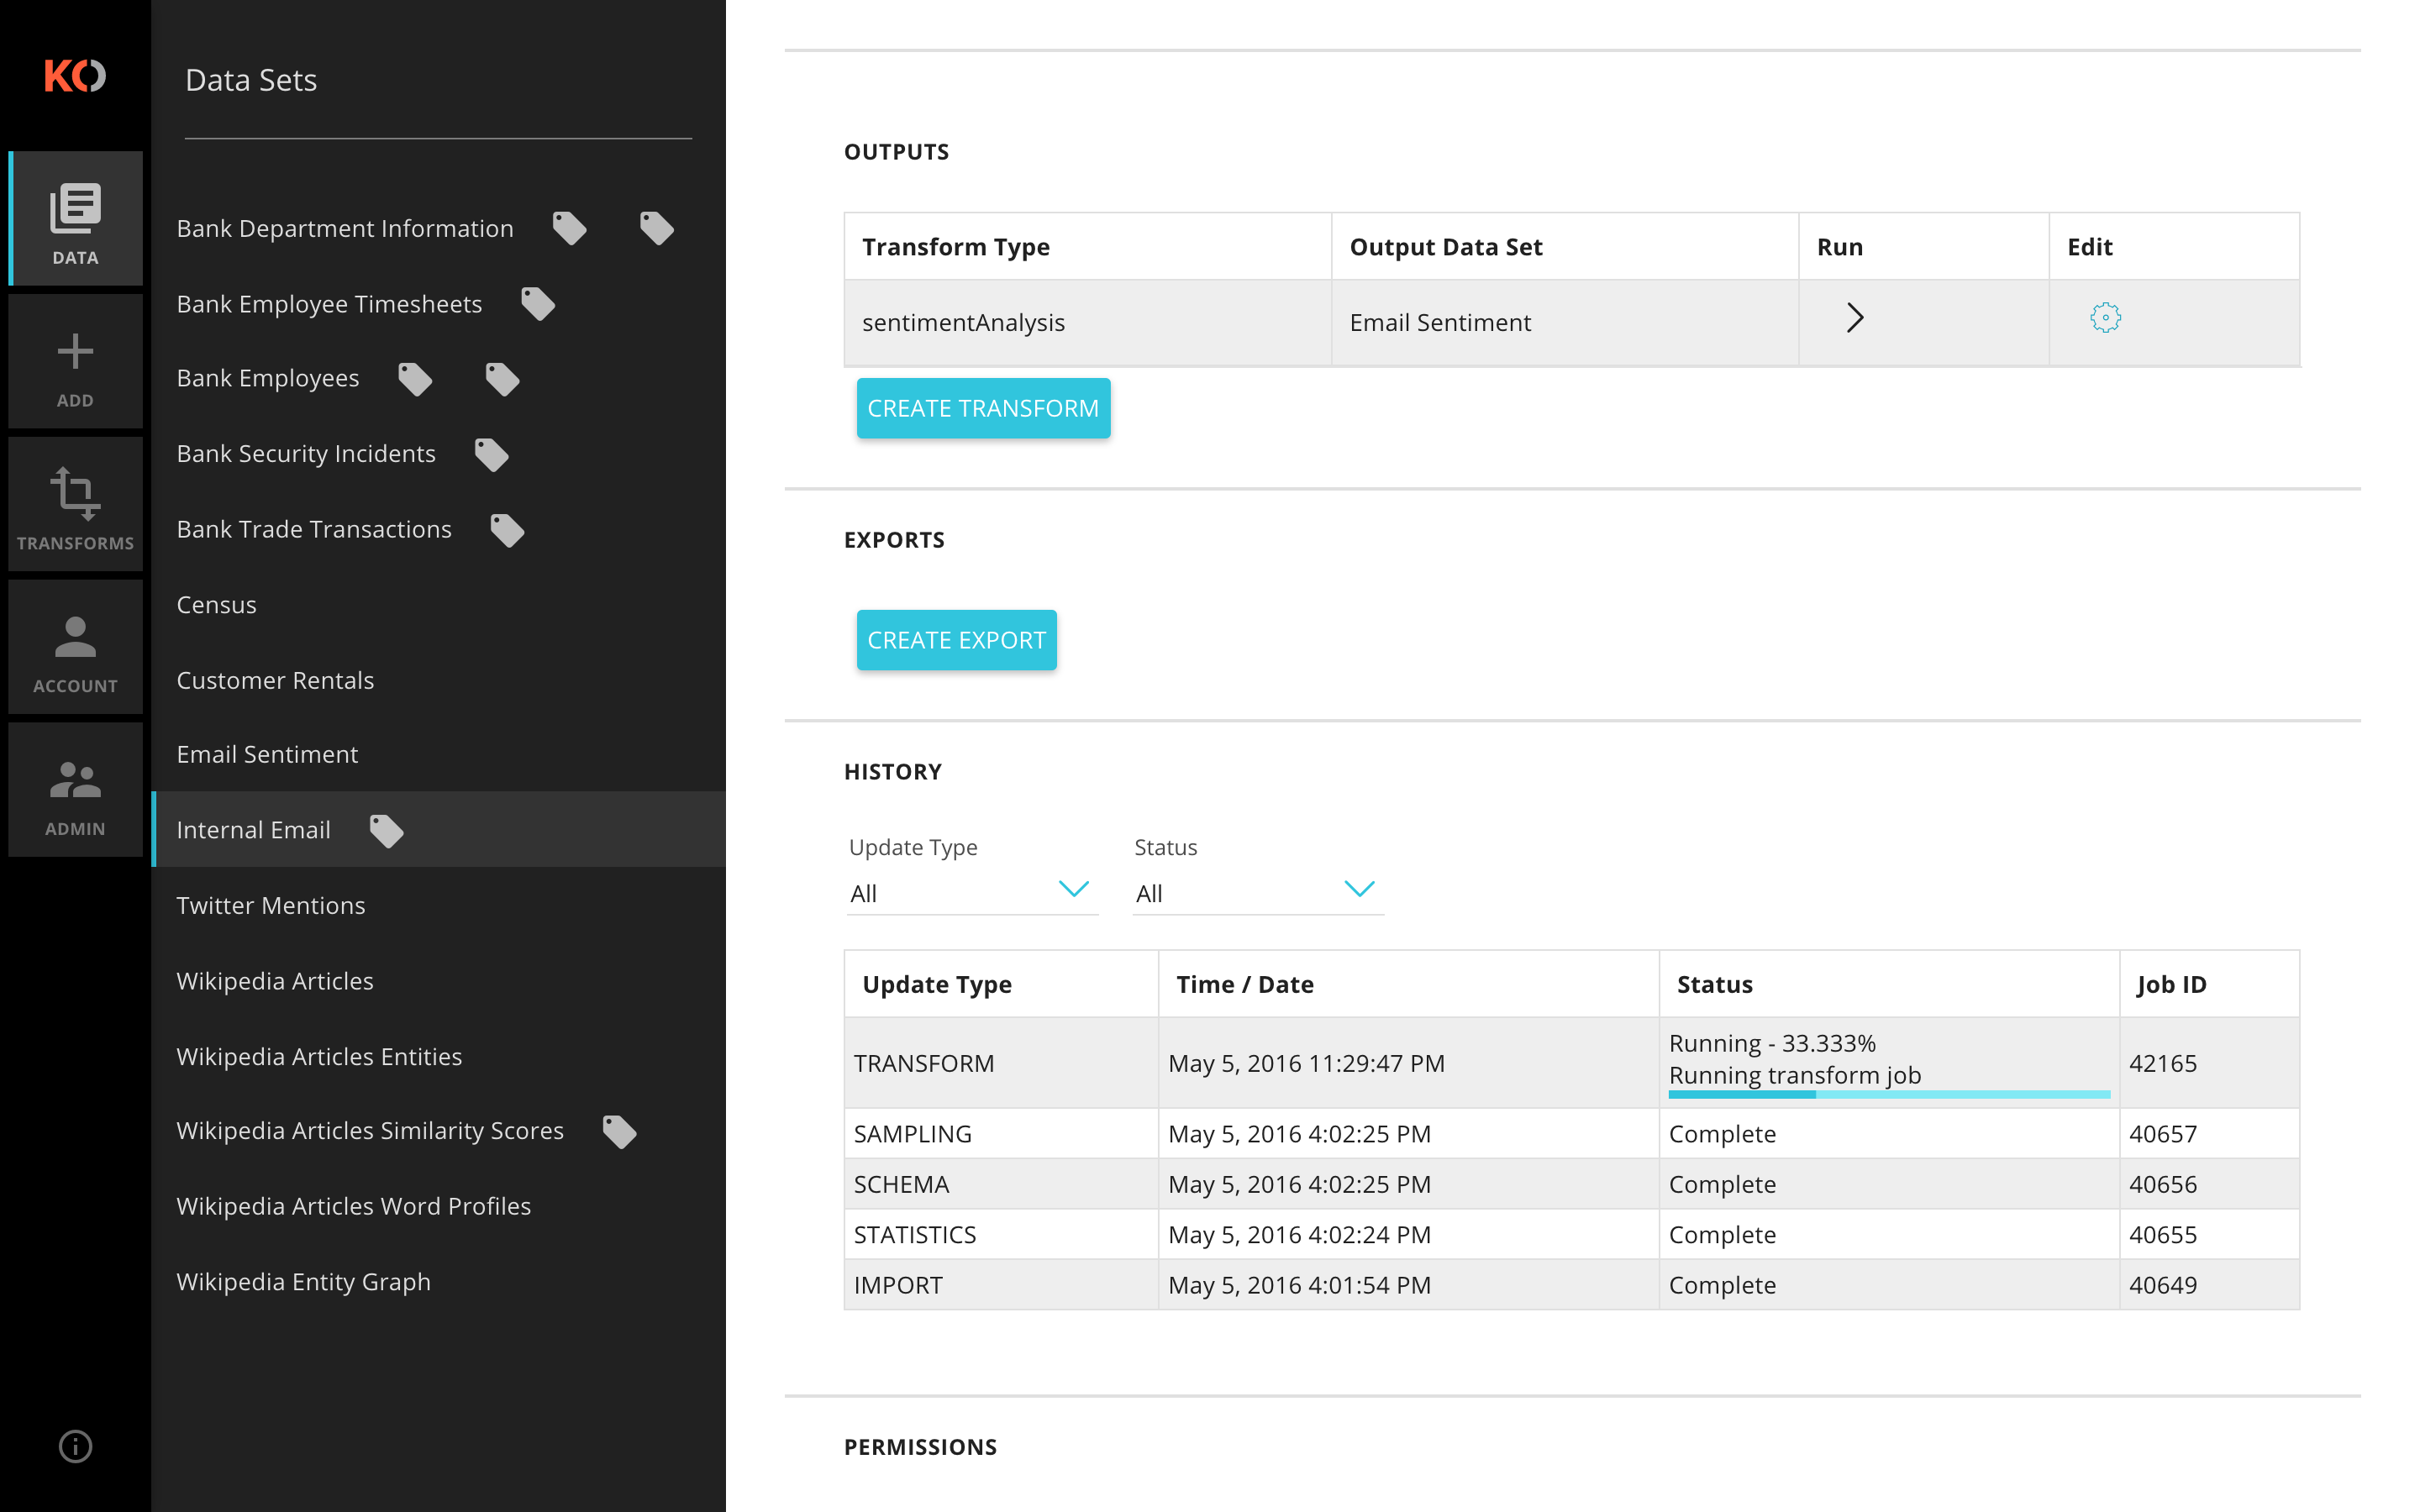 KO
DATA
ADD
TRANSFORMS
ACCOUNT
ADMIN
Data Sets
Bank Department Information
Bank Employee Timesheets
Bank Employees
Bank Security Incidents
Bank Trade Transactions
Census
Customer Rentals
Email Sentiment
Internal Email
Twitter Mentions
Wikipedia Articles
Wikipedia Articles Entities
Wikipedia Articles Similarity Scores
Wikipedia Articles Word Profiles
Wikipedia Entity Graph
OUTPUTS
Transform Type Output Data Set Run Edit
sentimentAnalysis Email Sentiment
CREATE TRANSFORM
EXPORTS
CREATE EXPORT
HISTORY
Update Type Status
All All
Update Type Time / Date Status Job ID
TRANSFORM May 5, 2016 11:29:47 PM Running - 33.333% Running transform job 42165
SAMPLING May 5, 2016 4:02:25 PM Complete 40657
SCHEMA May 5, 2016 4:02:25 PM Complete 40656
STATISTICS May 5, 2016 4:02:24 PM Complete 40655
IMPORT May 5, 2016 4:01:54 PM Complete 40649
PERMISSIONS